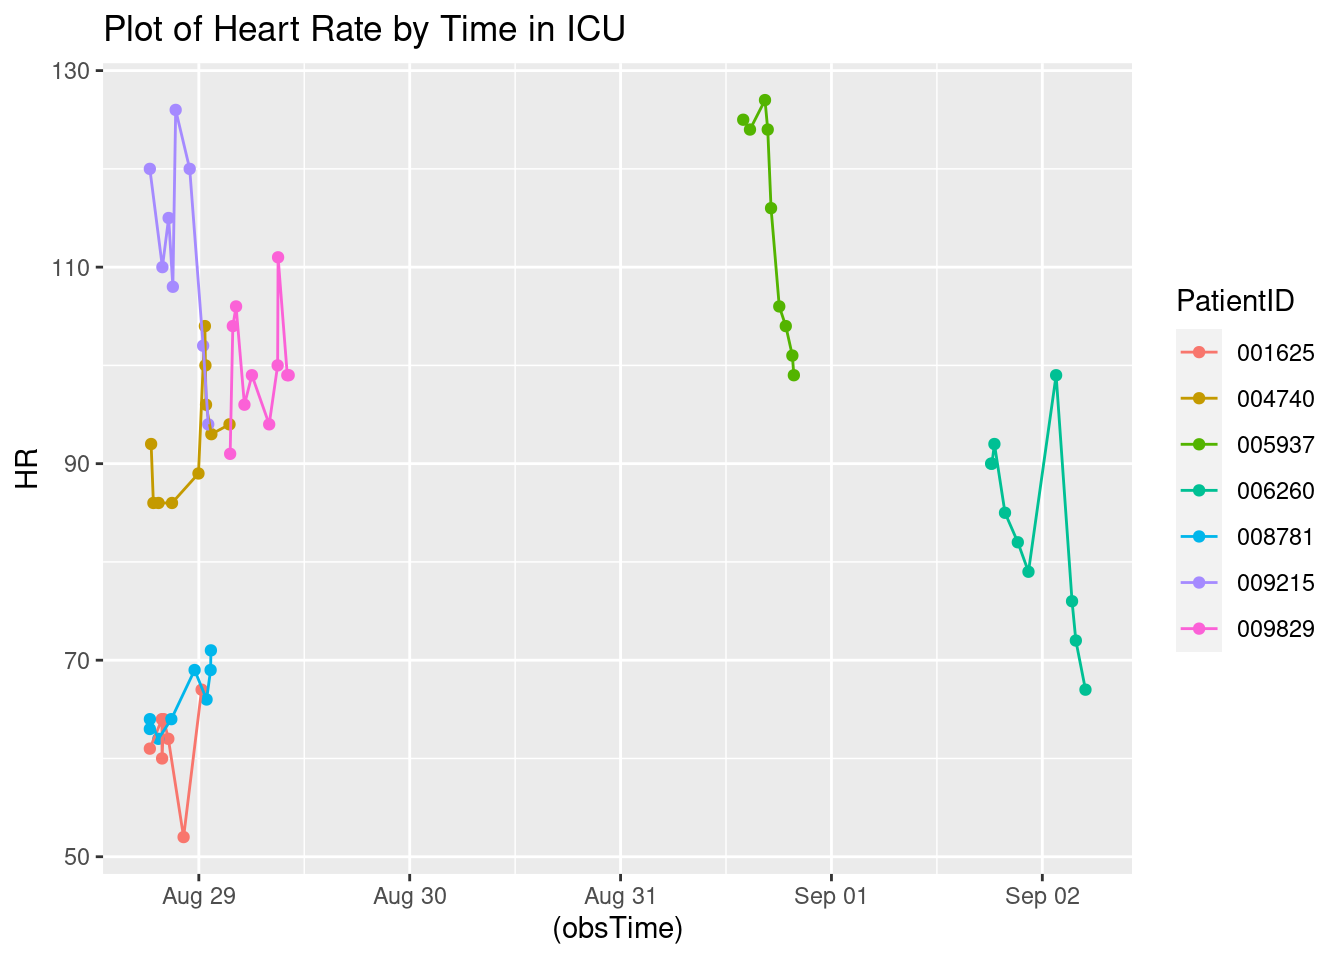 Plot of Heart Rate by Time in ICU
130
110
90
70
50
HR
Aug 29
Aug 30
Aug 31
Sep 01
Sep 02
(obsTime)
PatientID
001625
004740
005937
006260
008781
009215
009829